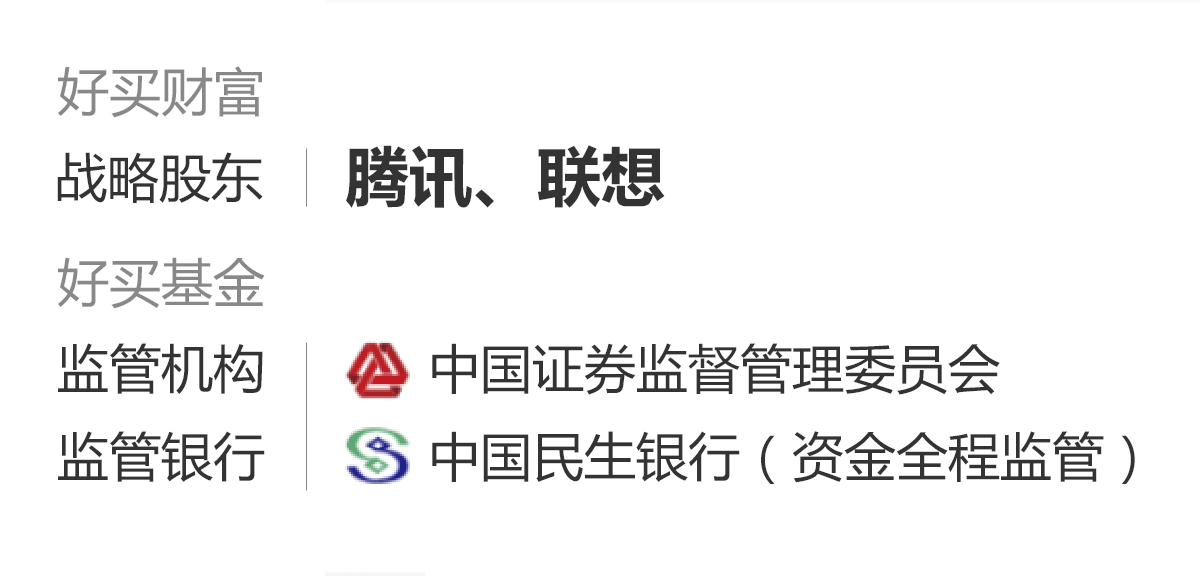 好买财富
战略股东 腾讯、联想
好买基金
监管机构 中国证券监督管理委员会
监管银行 中国民生银行（资金全程监管）